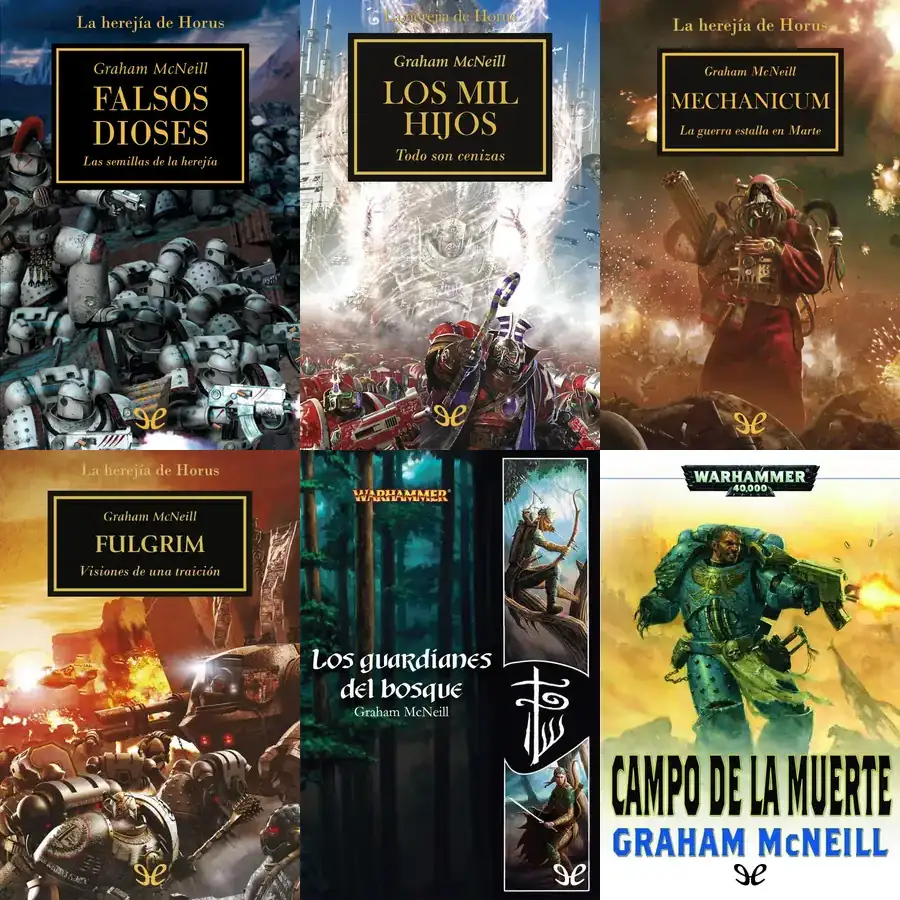 La herejía de Horus
Graham McNeill
FALSOS
DIOSES
Las semillas de la herejía
La herejía de Horus
Graham McNeill
LOS MIL
HIJOS
Todo son cenizas
La herejía de Horus
Graham McNeill
MECHANICUM
La guerra estalla en Marte
La herejía de Horus
Graham McNeill
FULGRIM
Visiones de una traición
WARHAMMER
Los guardianes
del bosque
Graham McNeill
WARHAMMER
40,000
CAMPO DE LA MUERTE
GRAHAM McNEILL